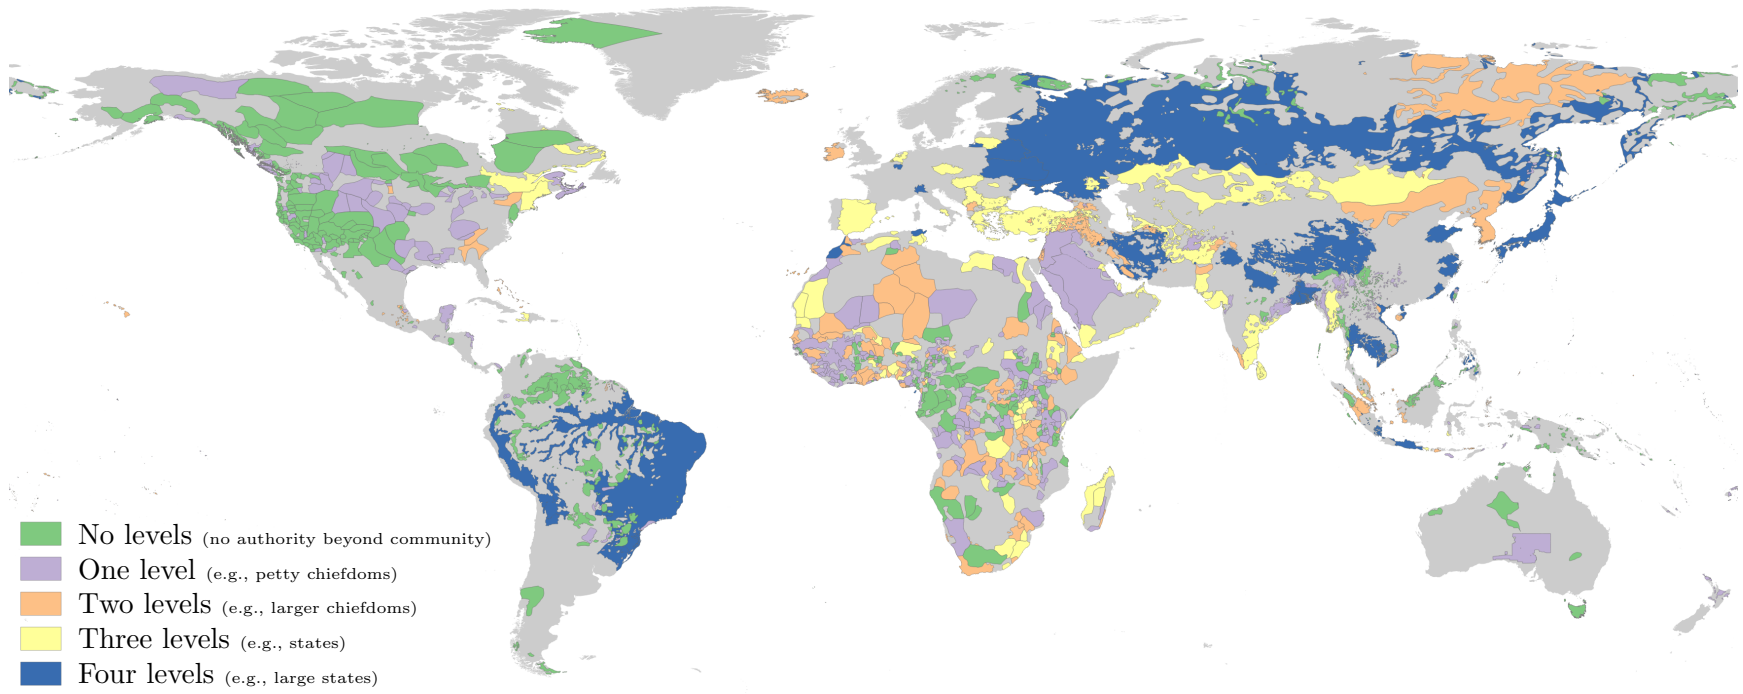 No levels (no authority beyond community)
One level (e.g., petty chiefdoms)
Two levels (e.g., larger chiefdoms)
Three levels (e.g., states)
Four levels (e.g., large states)